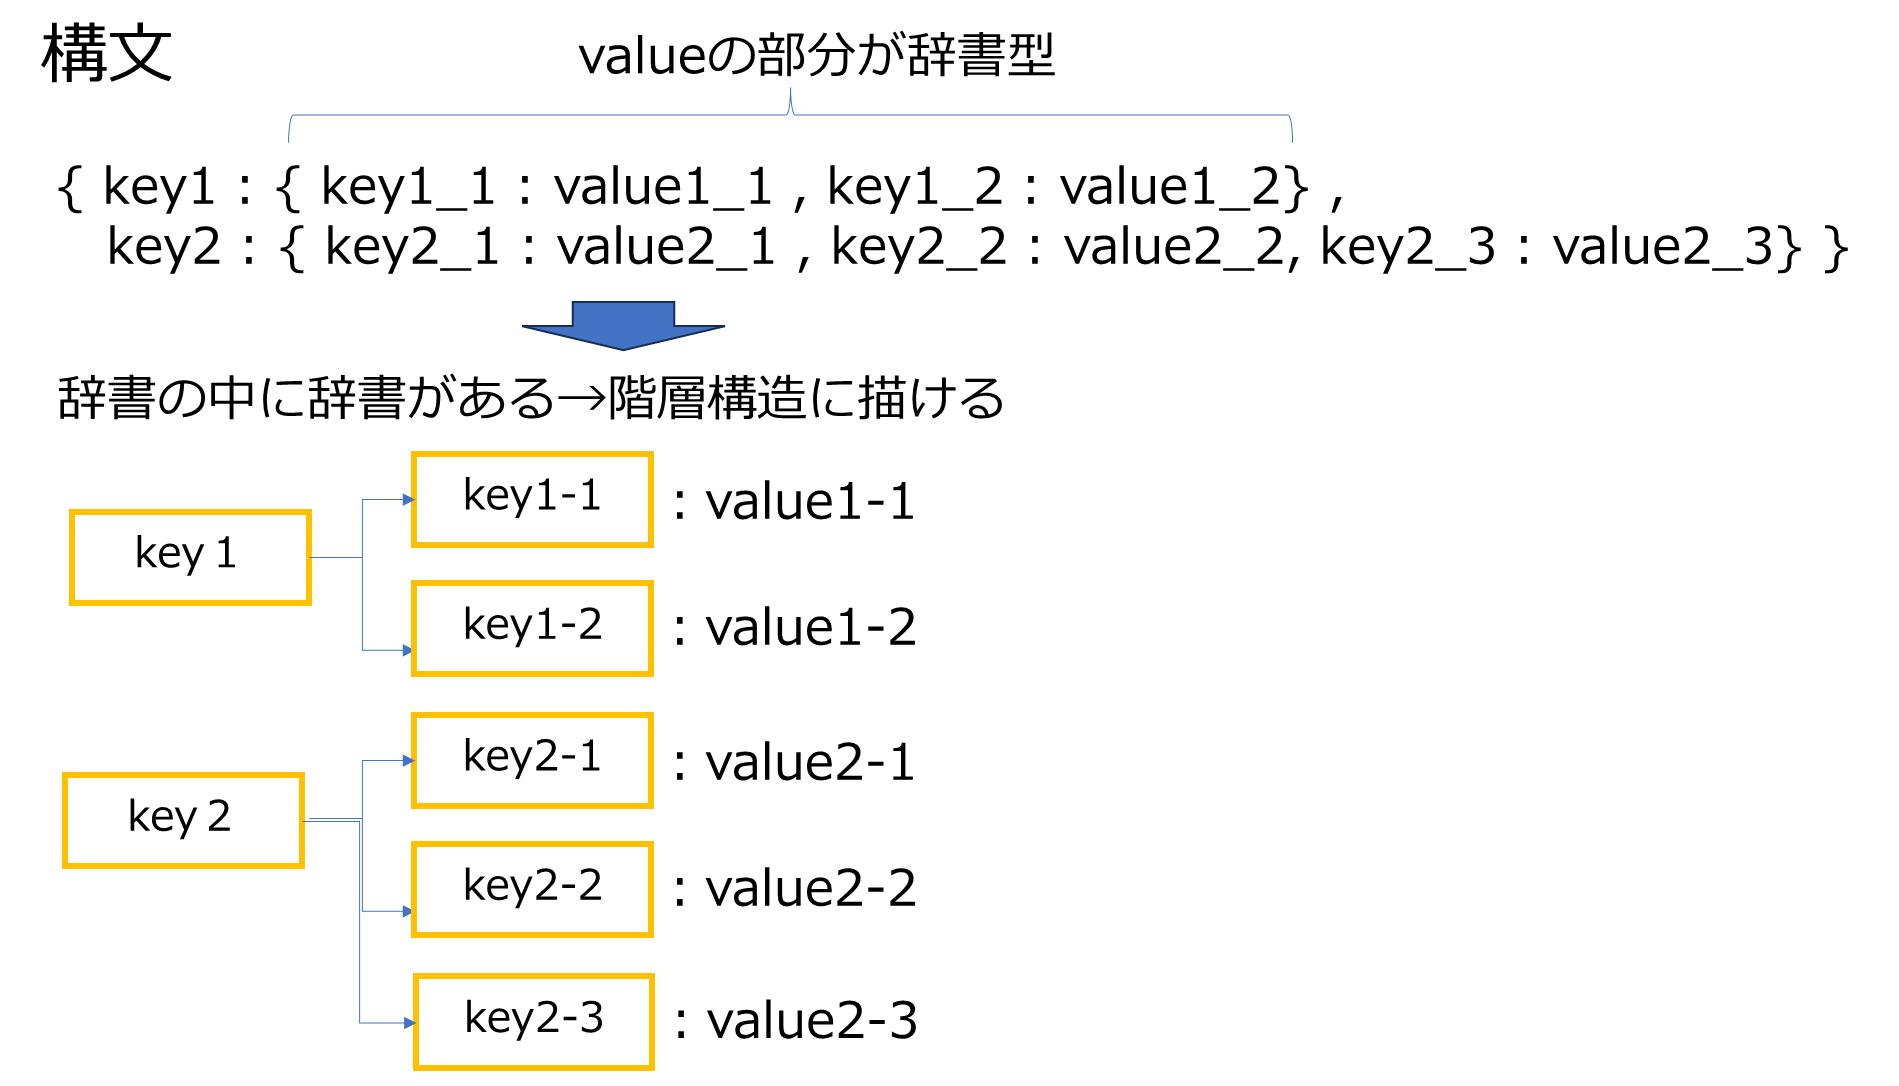 構文
valueの部分が辞書型
{ key1 : { key1_1 : value1_1 , key1_2 : value1_2} ,
key2 : { key2_1 : value2_1 , key2_2 : value2_2, key2_3 : value2_3} }
辞書の中に辞書がある→階層構造に描ける
key1-1 : value1-1
key 1
key1-2 : value1-2
key2-1 : value2-1
key 2
key2-2 : value2-2
key2-3 : value2-3